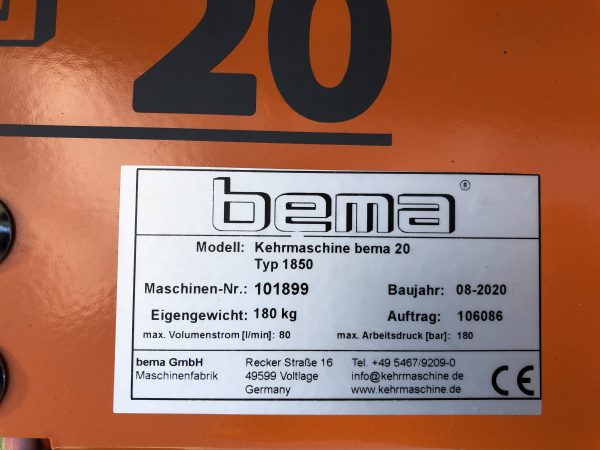 20
bema®
Modell: Kehrmaschine bema 20
Typ 1850
Maschinen-Nr.: 101899 Baujahr: 08-2020
Eigengewicht: 180 kg Auftrag: 106086
max. Volumenstrom [l/min]: 80 max. Arbeitsdruck [bar]: 180
bema GmbH Recker Straße 16 Tel. +49 5467/9209-0
Maschinenfabrik 49599 Voltlage info@kehrmaschine.de
Germany www.kehrmaschine.de
CE